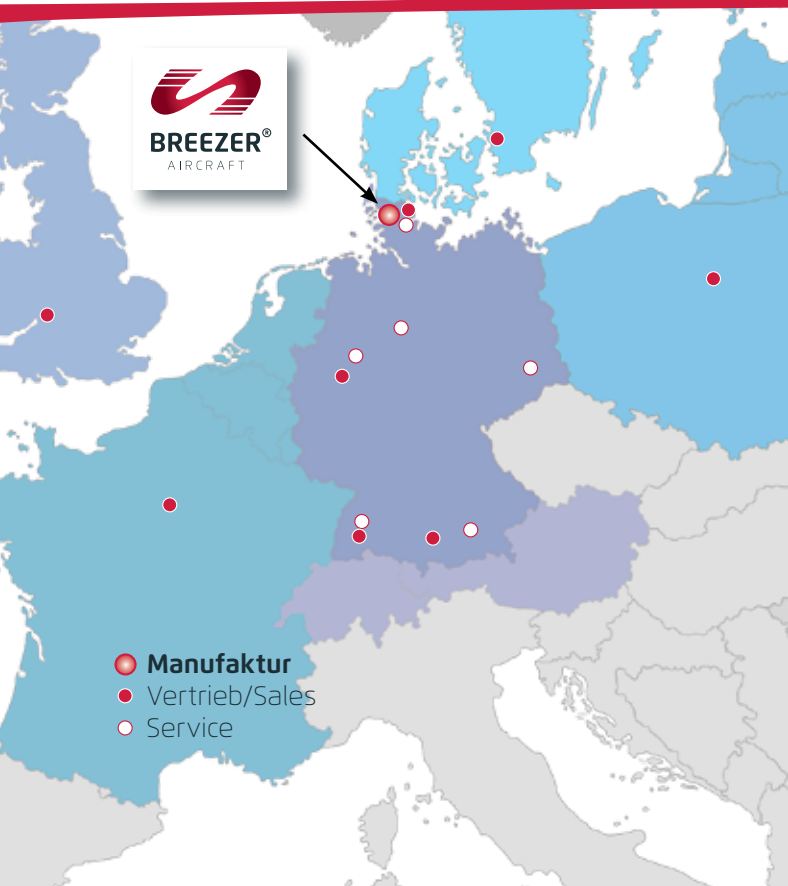 BREEZER®
AIRCRAFT
Manufaktur
Vertrieb/Sales
Service